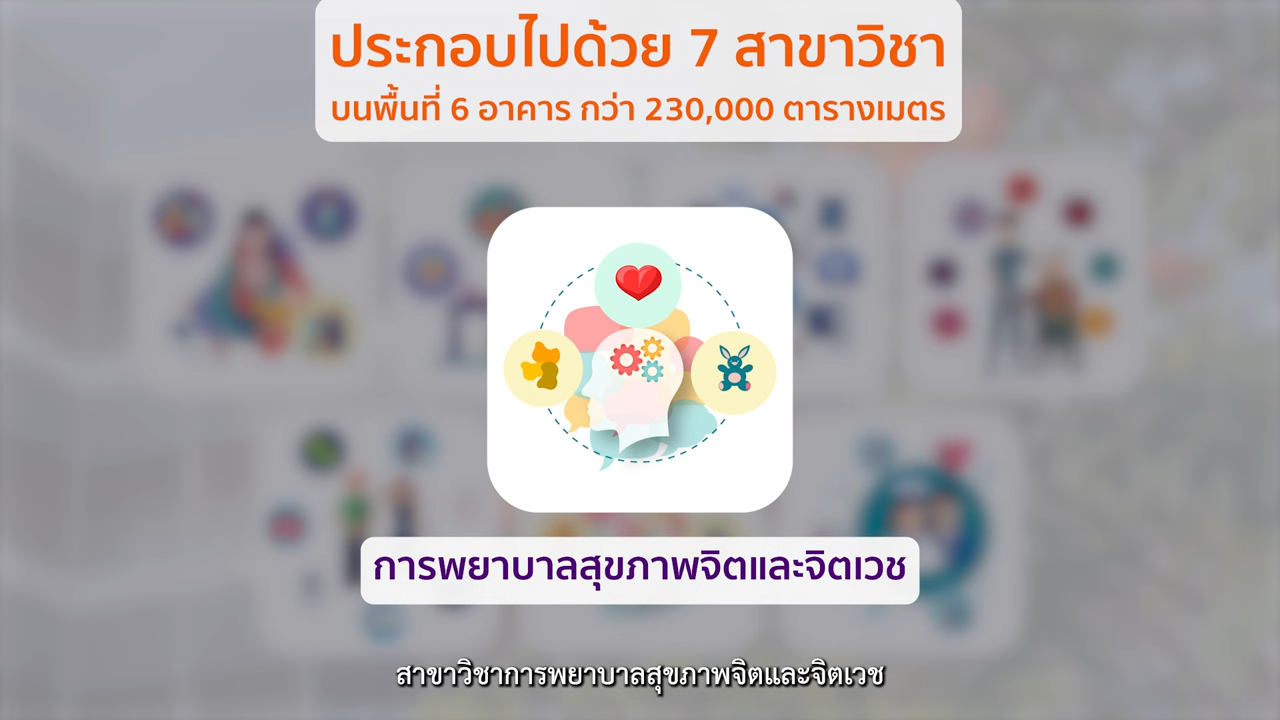 ประกอบไปด้วย 7 สาขาวิชา
บนพื้นที่ 6 อาคาร กว่า 230,000 ตารางเมตร
การพยาบาลสุขภาพจิตและจิตเวช
สาขาวิชาการพยาบาลสุขภาพจิตและจิตเวช